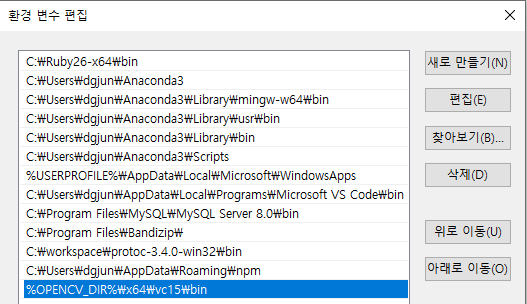 환경 변수 편집
C:₩Ruby26-x64₩bin
C:₩Users₩dgjun₩Anaconda3
C:₩Users₩dgjun₩Anaconda3₩Library₩mingw-w64₩bin
C:₩Users₩dgjun₩Anaconda3₩Library₩usr₩bin
C:₩Users₩dgjun₩Anaconda3₩Library₩bin
C:₩Users₩dgjun₩Anaconda3₩Scripts
%USERPROFILE%₩AppData₩Local₩Microsoft₩WindowsApps
C:₩Users₩dgjun₩AppData₩Local₩Programs₩Microsoft VS Code₩bin
C:₩Program Files₩MySQL₩MySQL Server 8.0₩bin
C:₩Program Files₩Bandizip₩
C:₩workspace₩protoc-3.4.0-win32₩bin
C:₩Users₩dgjun₩AppData₩Roaming₩npm
%OPENCV_DIR%₩x64₩vc15₩bin
새로 만들기(N)
편집(E)
찾아보기(B)...
삭제(D)
위로 이동(U)
아래로 이동(O)